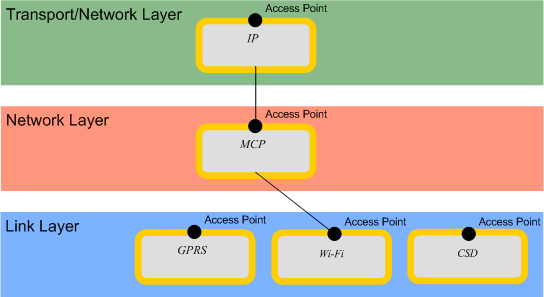 Transport/Network Layer
Access Point
IP
Network Layer
Access Point
MCP
Link Layer
Access Point
Access Point
Access Point
GPRS
Wi-Fi
CSD